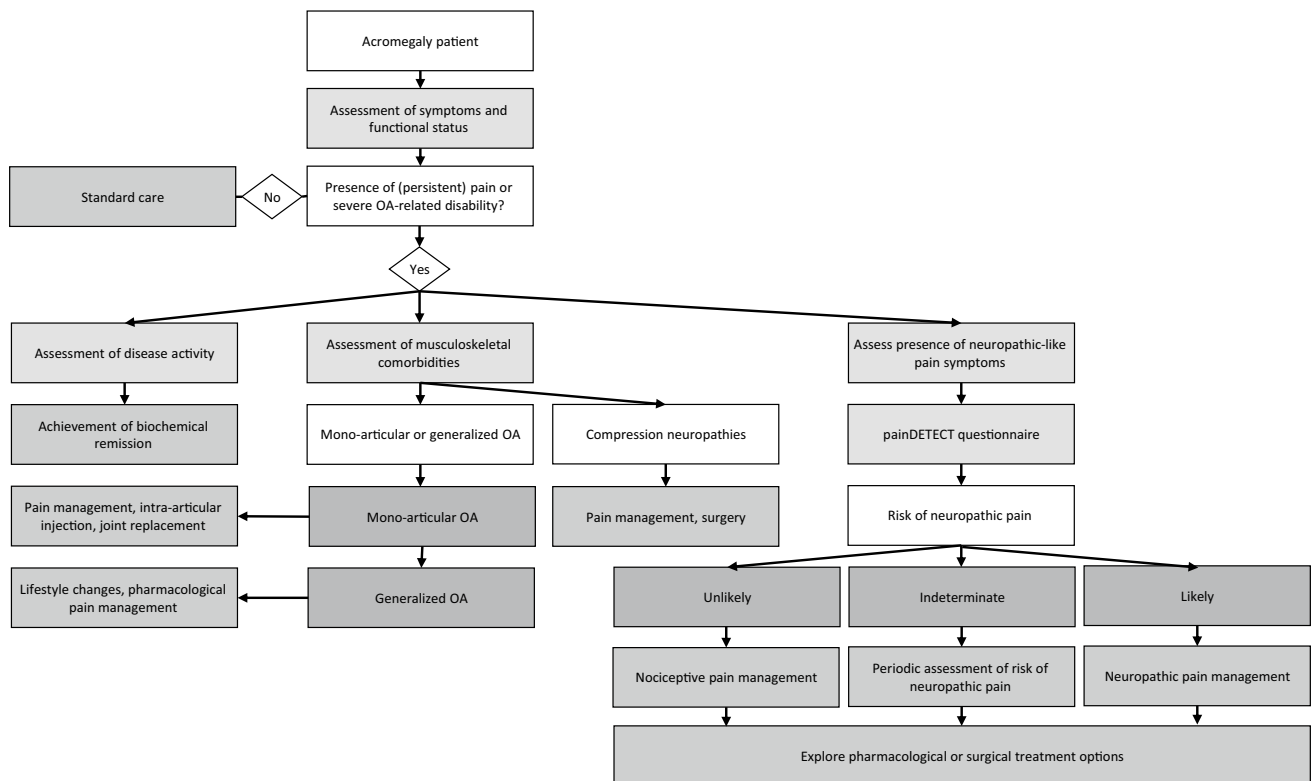 Acromegaly patient
Assessment of symptoms and
functional status
Standard care
No
Presence of (persistent) pain or
severe OA-related disability?
Yes
Assessment of disease activity
Assessment of musculoskeletal
comorbidities
Assess presence of neuropathic-like
pain symptoms
Achievement of biochemical
remission
Mono-articular or generalized OA
Compression neuropathies
painDETECT questionnaire
Pain management, intra-articular
injection, joint replacement
Mono-articular OA
Pain management, surgery
Risk of neuropathic pain
Lifestyle changes, pharmacological
pain management
Generalized OA
Unlikely
Indeterminate
Likely
Nociceptive pain management
Periodic assessment of risk of
neuropathic pain
Neuropathic pain management
Explore pharmacological or surgical treatment options